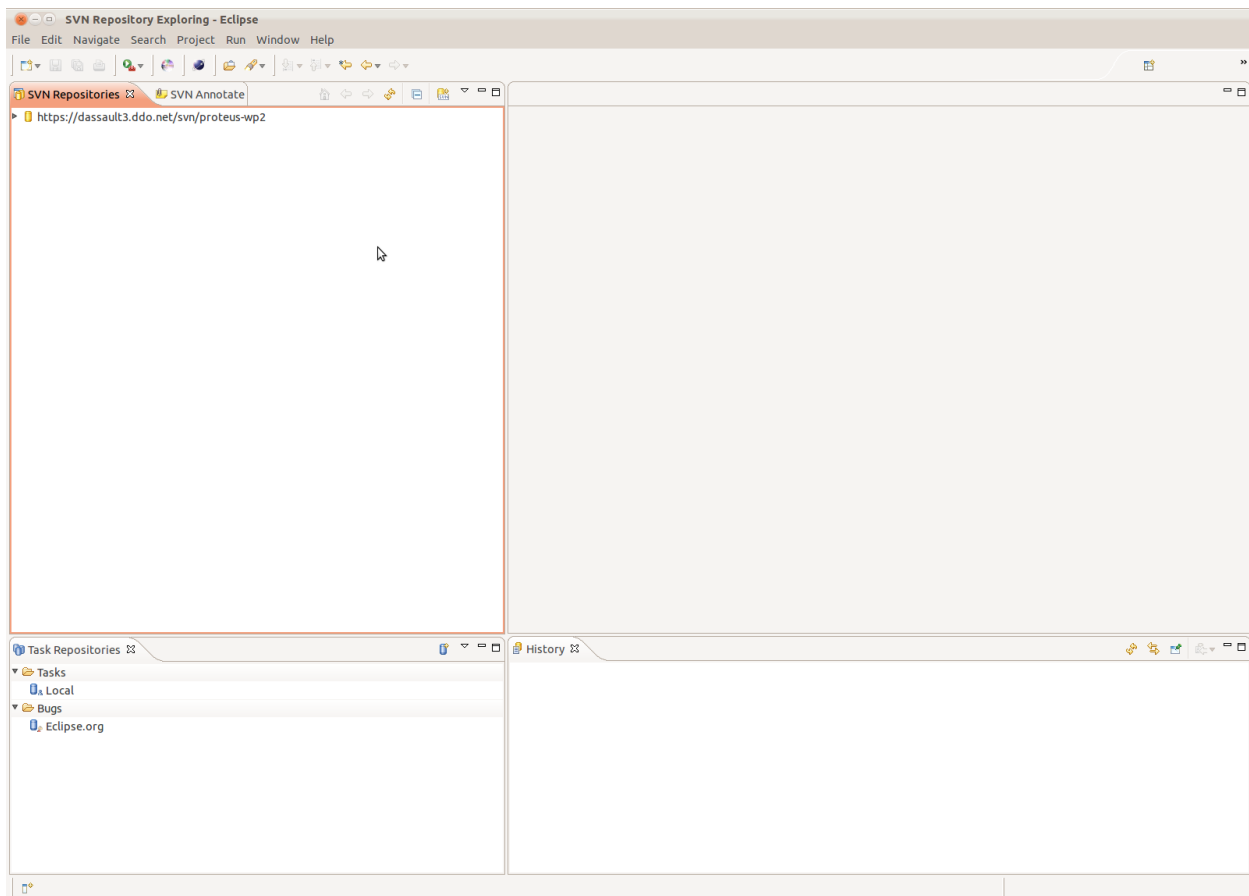 SVN Repository Exploring - Eclipse
File Edit Navigate Search Project Run Window Help
SVN Repositories SVN Annotate
https://dassault3.ddo.net/svn/proteus-wp2
Task Repositories
History
Tasks
Local
Bugs
Eclipse.org